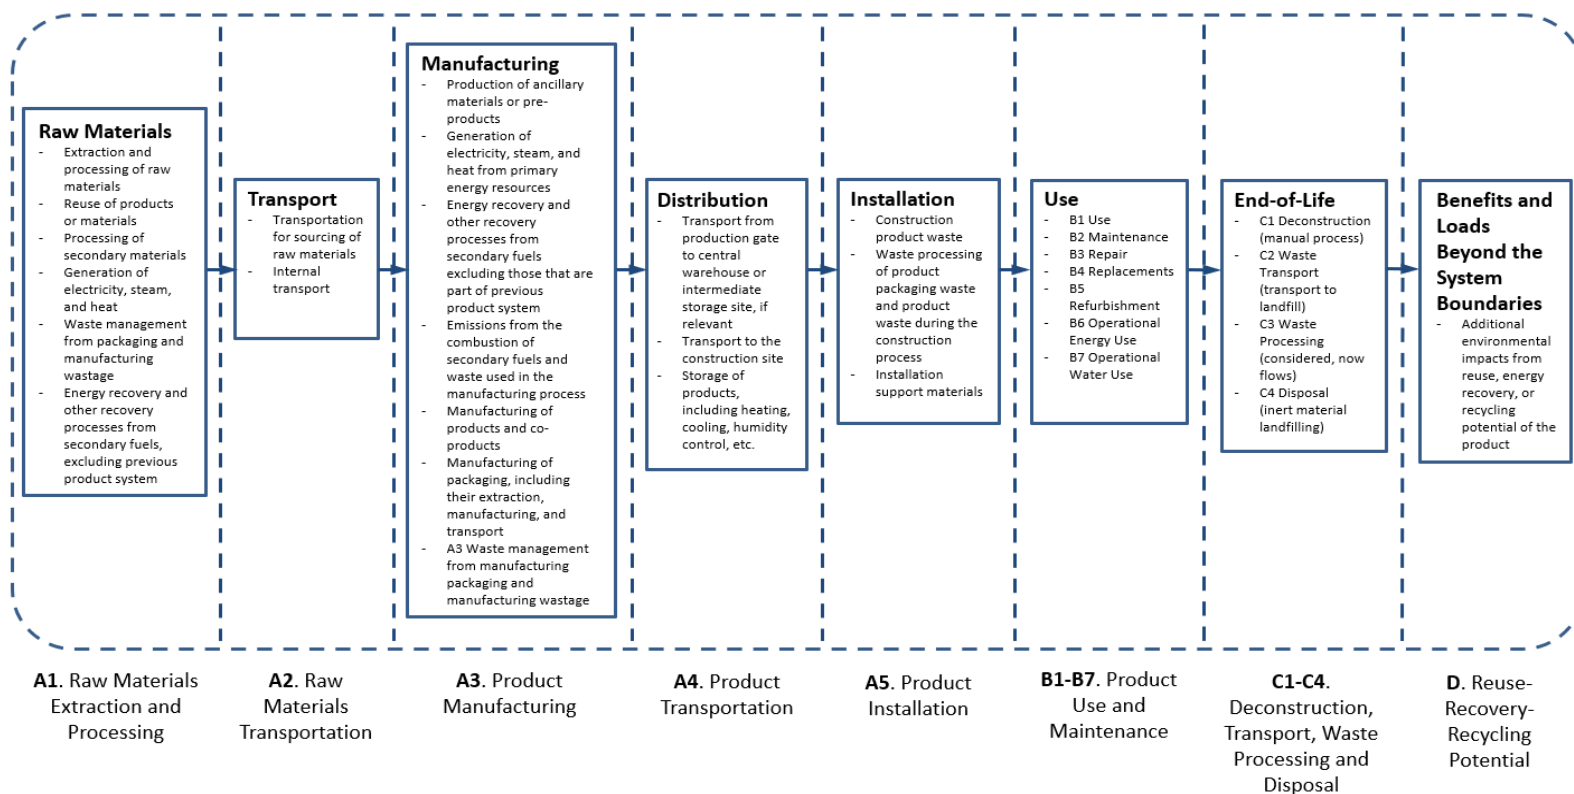 Raw Materials
- Extraction and
processing of raw
materials
- Reuse of products
or materials
- Processing of
secondary materials
- Generation of
electricity, steam,
and heat
- Waste management
from packaging and
manufacturing
wastage
- Energy recovery and
other recovery
processes from
secondary fuels,
excluding previous
product system
Transport
- Transportation
for sourcing of
raw materials
- Internal
transport
Manufacturing
- Production of ancillary
materials or pre-
products
- Generation of
electricity, steam, and
heat from primary
energy resources
- Energy recovery and
other recovery
processes from
secondary fuels
excluding those that are
part of previous
product system
- Emissions from the
combustion of
secondary fuels and
waste used in the
manufacturing process
- Manufacturing of
products and co-
products
- Manufacturing of
packaging, including
their extraction,
manufacturing, and
transport
- A3 Waste management
from manufacturing
packaging and
manufacturing wastage
Distribution
- Transport from
production gate
to central
warehouse or
intermediate
storage site, if
relevant
- Transport to the
construction site
- Storage of
products,
including heating,
cooling, humidity
control, etc.
Installation
- Construction
product waste
- Waste processing
of product
packaging waste
and product
waste during the
construction
process
- Installation
support materials
Use
- B1 Use
- B2 Maintenance
- B3 Repair
- B4 Replacements
- B5
Refurbishment
- B6 Operational
Energy Use
- B7 Operational
Water Use
End-of-Life
- C1 Deconstruction
(manual process)
- C2 Waste
Transport
(transport to
landfill)
- C3 Waste
Processing
(considered, now
flows)
- C4 Disposal
(inert material
landfilling)
Benefits and
Loads
Beyond the
System
Boundaries
- Additional
environmental
impacts from
reuse, energy
recovery, or
recycling
potential of the
product
A1. Raw Materials
Extraction and
Processing
A2. Raw
Materials
Transportation
A3. Product
Manufacturing
A4. Product
Transportation
A5. Product
Installation
B1-B7. Product
Use and
Maintenance
C1-C4.
Deconstruction,
Transport, Waste
Processing and
Disposal
D. Reuse-
Recovery-
Recycling
Potential